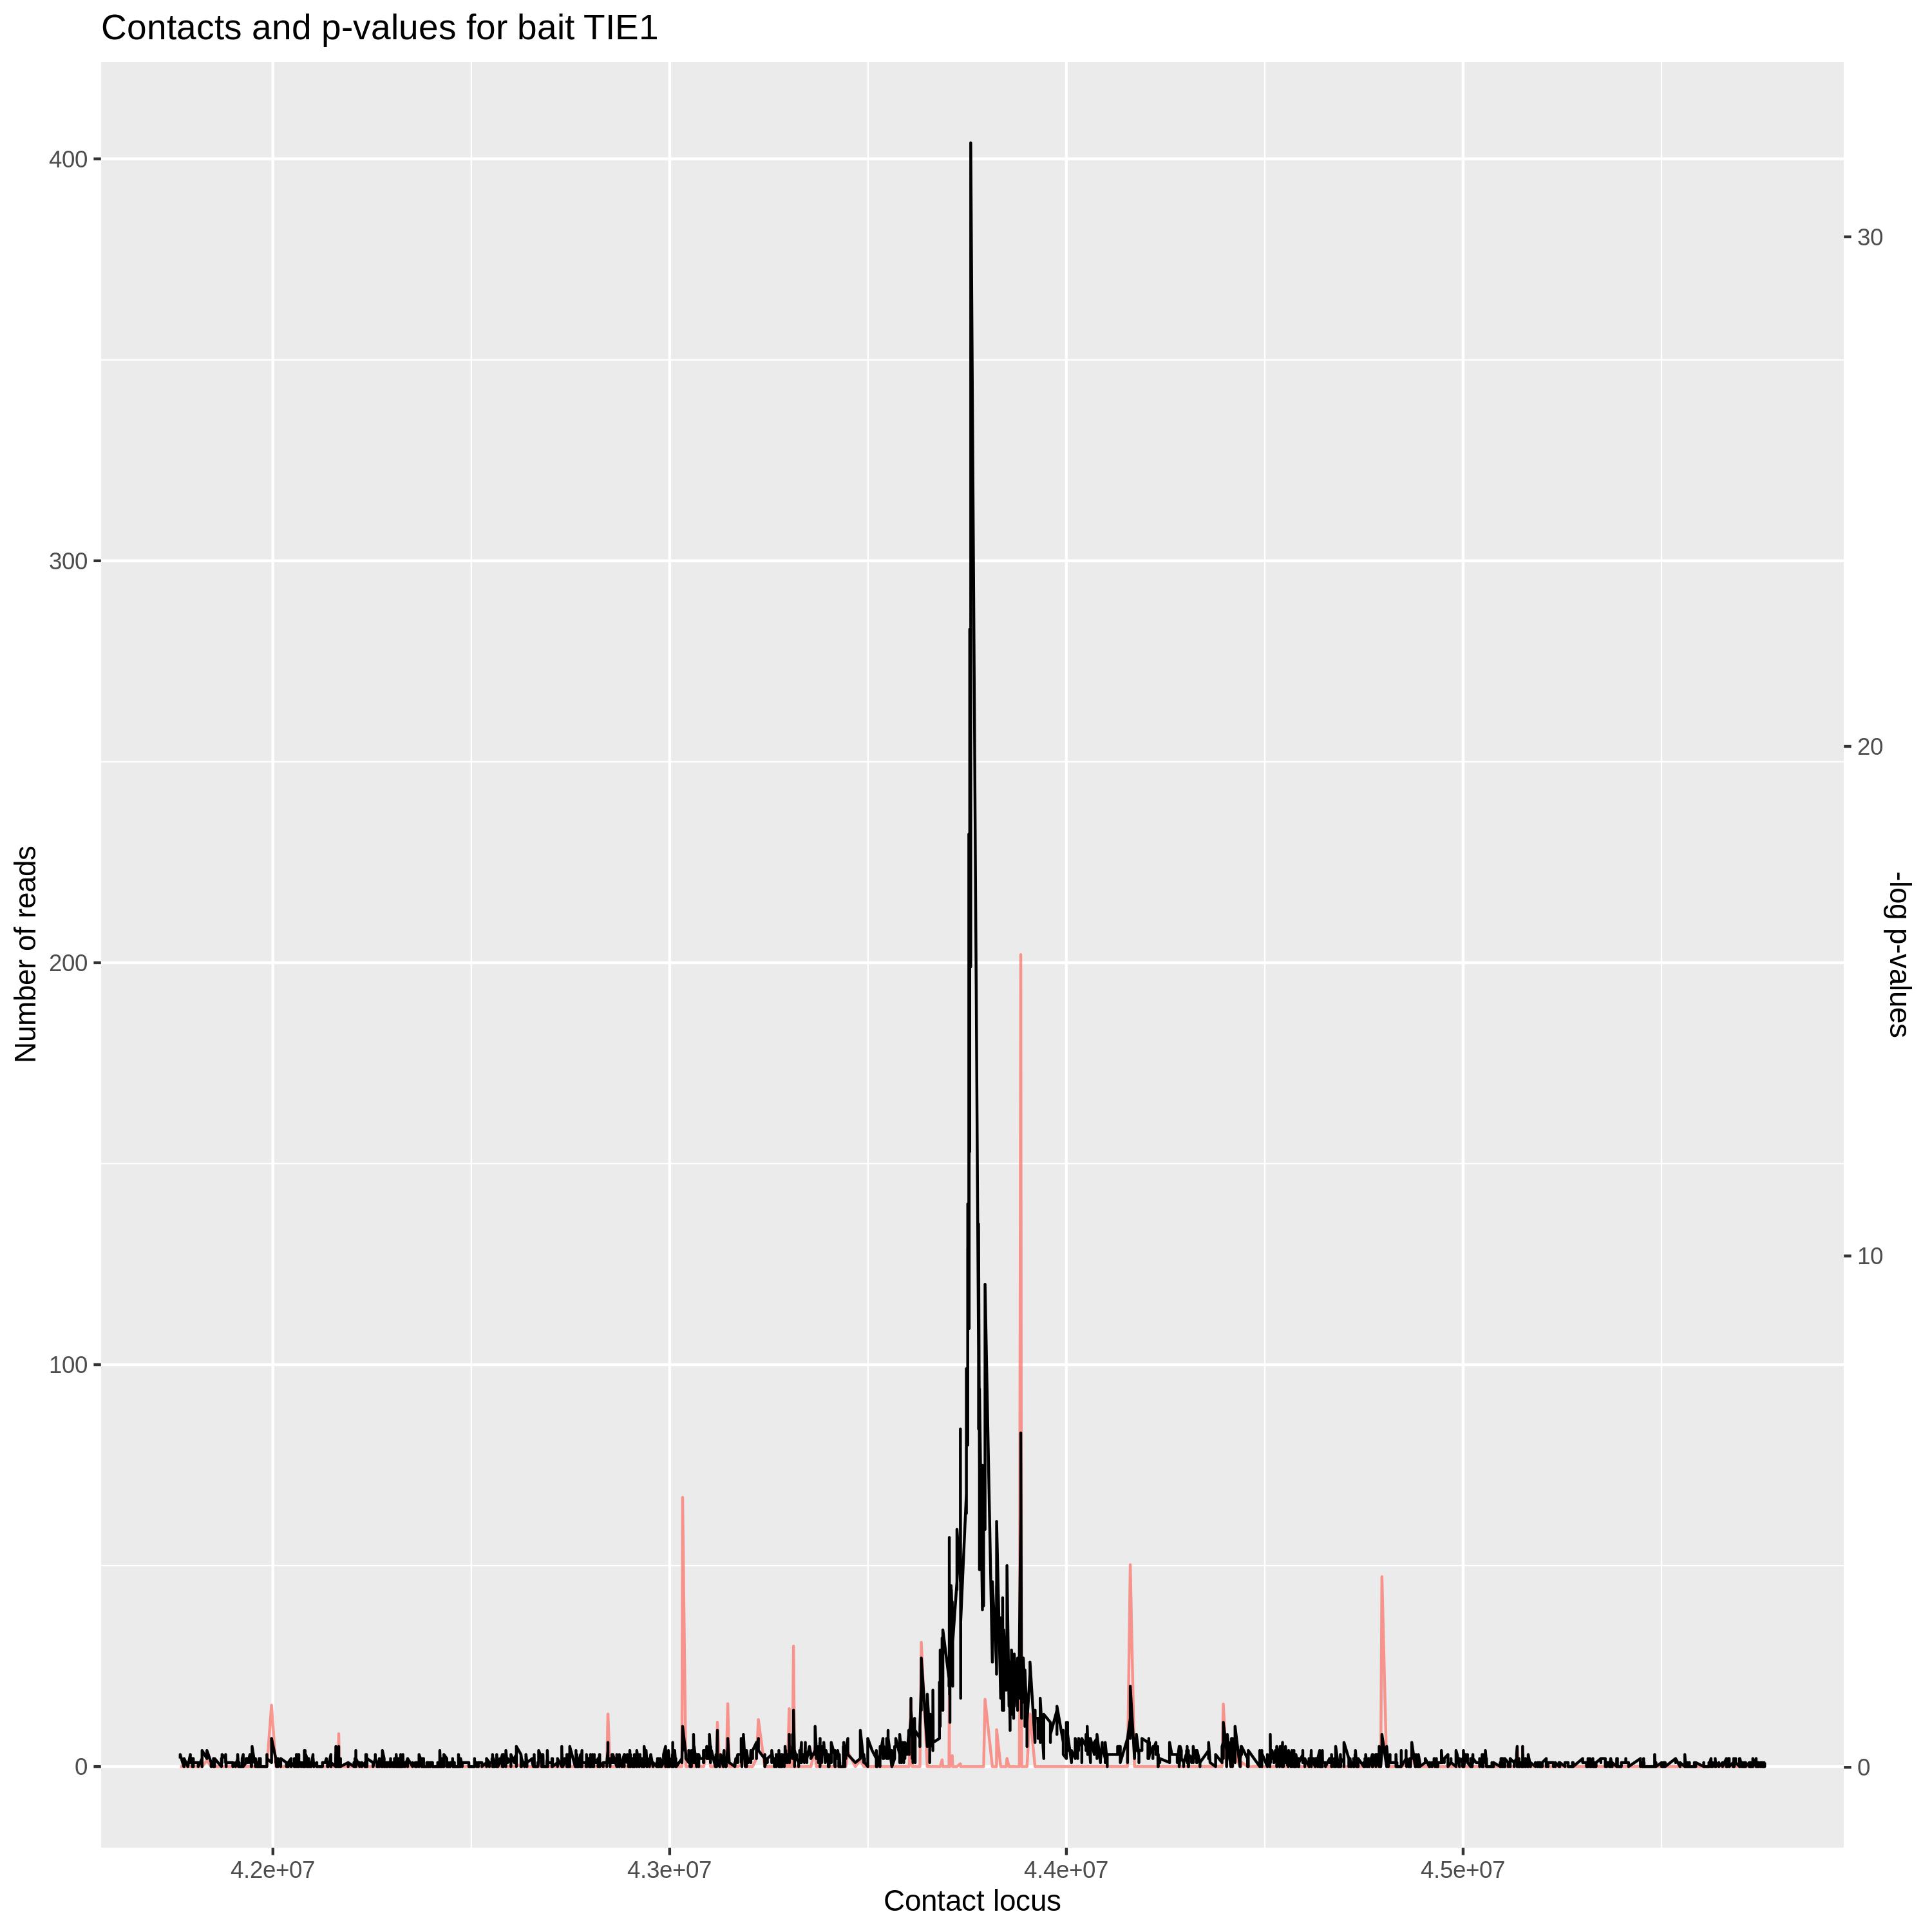 Contacts and p-values for bait TIE1
400
300
200
100
0
Number of reads
30
20
10
0
-log p-values
4.2e+07
4.3e+07
4.4e+07
4.5e+07
Contact locus